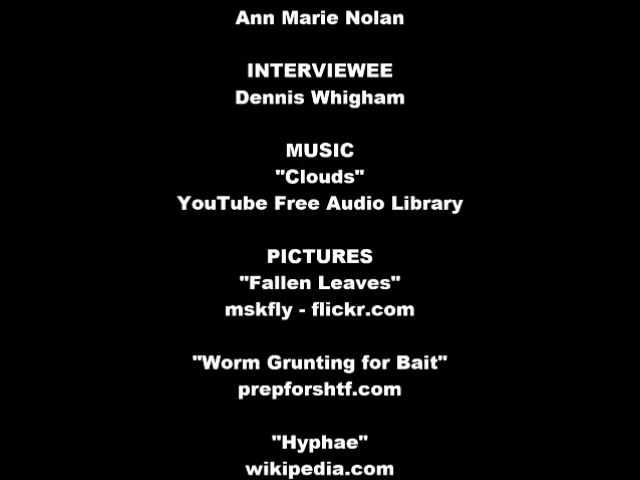 Ann Marie Nolan
INTERVIEWEE
Dennis Whigham
MUSIC
"Clouds"
YouTube Free Audio Library
PICTURES
"Fallen Leaves"
mskfly - flickr.com
"Worm Grunting for Bait"
prepforshtf.com
"Hyphae"
wikipedia.com